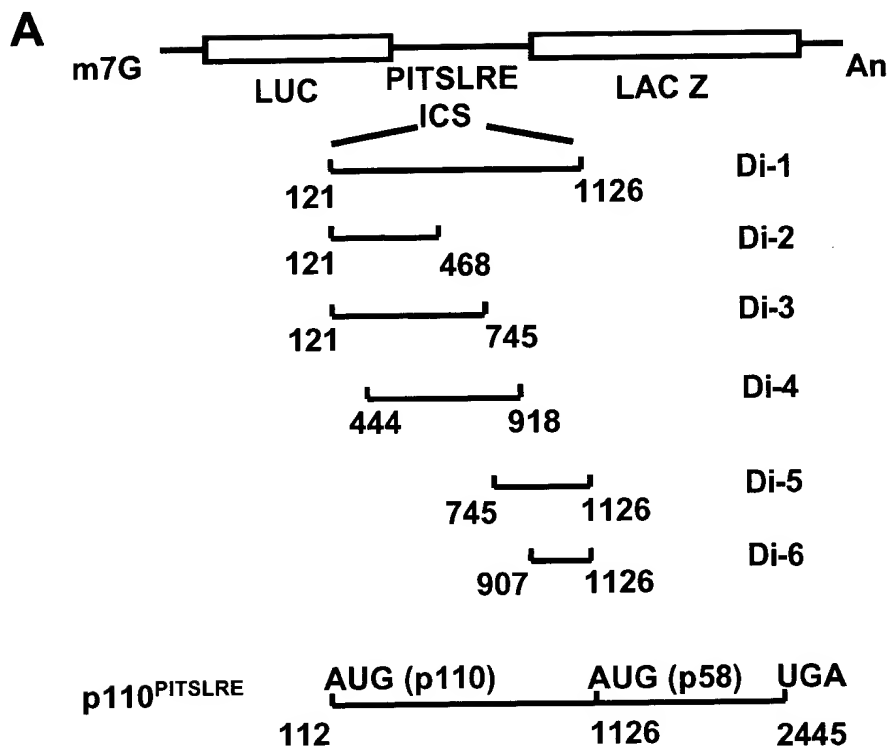 A
m7G LUC PITSLRE LAC Z An
ICS
121 1126 Di-1
121 468 Di-2
121 745 Di-3
444 918 Di-4
745 1126 Di-5
907 1126 Di-6
p110PITSLRE AUG (p110) AUG (p58) UGA
112 1126 2445